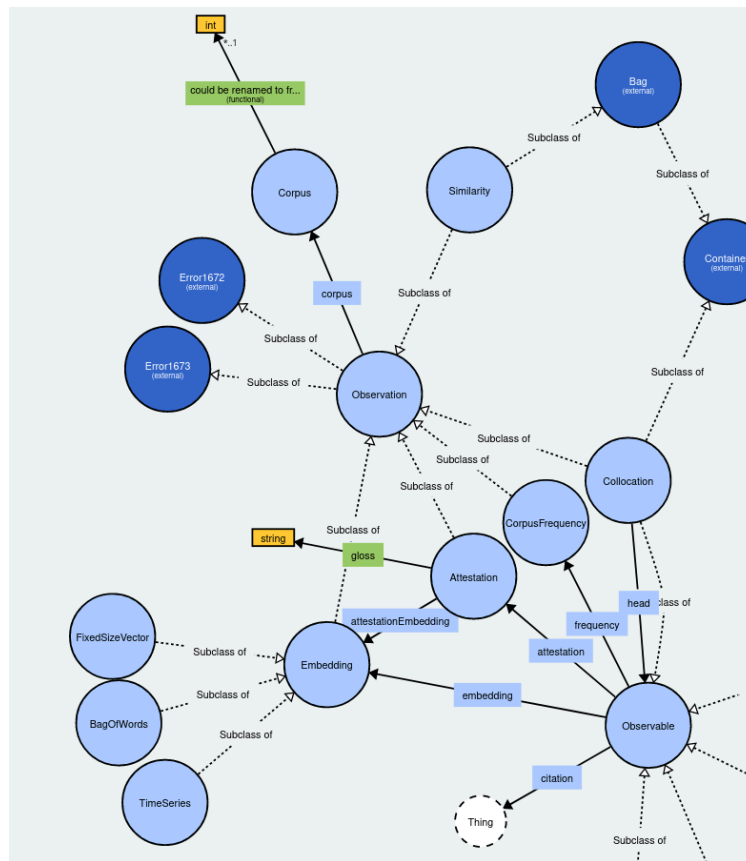 int
*..1
could be renamed to fr...
(functional)
Bag
(external)
Subclass of
Subclass of
Corpus
Similarity
Container
(external)
Error1672
(external)
corpus
Subclass of
Subclass of
Error1673
(external)
Subclass of
Subclass of
Observation
Subclass of
Subclass of
Collocation
Subclass of
CorpusFrequency
Subclass of
string
gloss
Attestation
head
class of
attestationEmbedding
frequency
FixedSizeVector
Subclass of
attestation
Embedding
Subclass of
embedding
BagOfWords
Observable
Subclass of
citation
TimeSeries
Thing
Subclass of